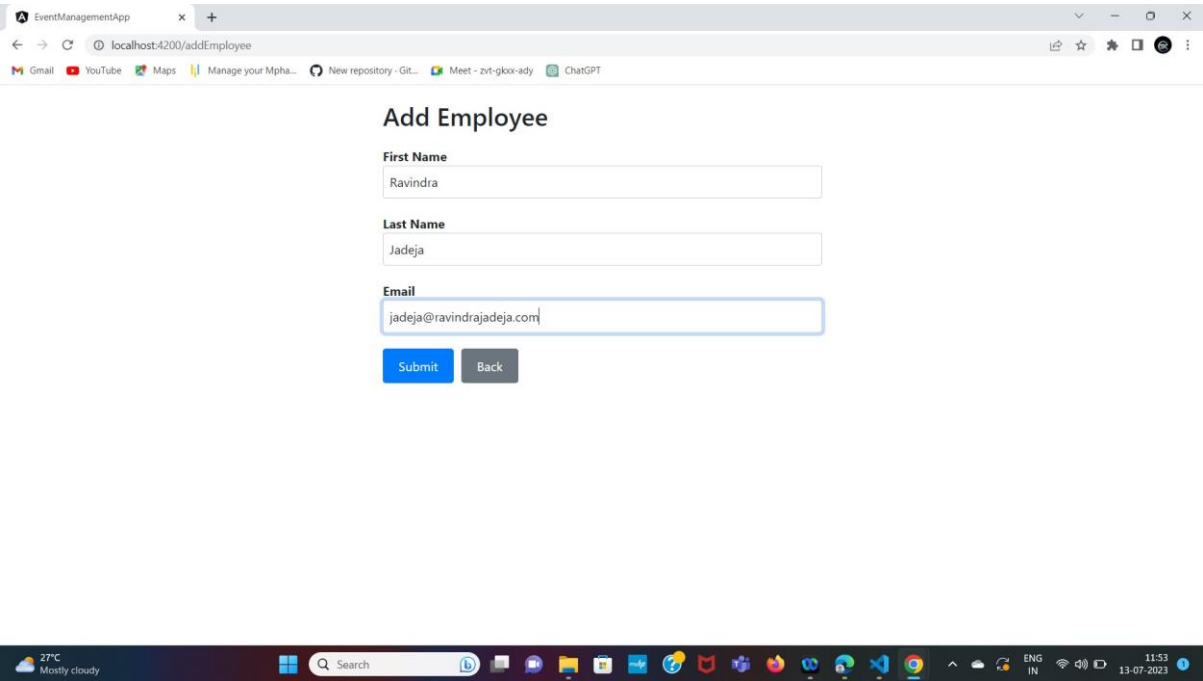 EventManagementApp
localhost:4200/addEmployee
Gmail YouTube Maps Manage your Mpha... New repository · Git... Meet - zvt-gkxx-ady ChatGPT
Add Employee
First Name
Ravindra
Last Name
Jadeja
Email
jadeja@ravindrajadeja.com
Submit Back
27°C
Mostly cloudy
Search
ENG
IN
11:53
13-07-2023
1